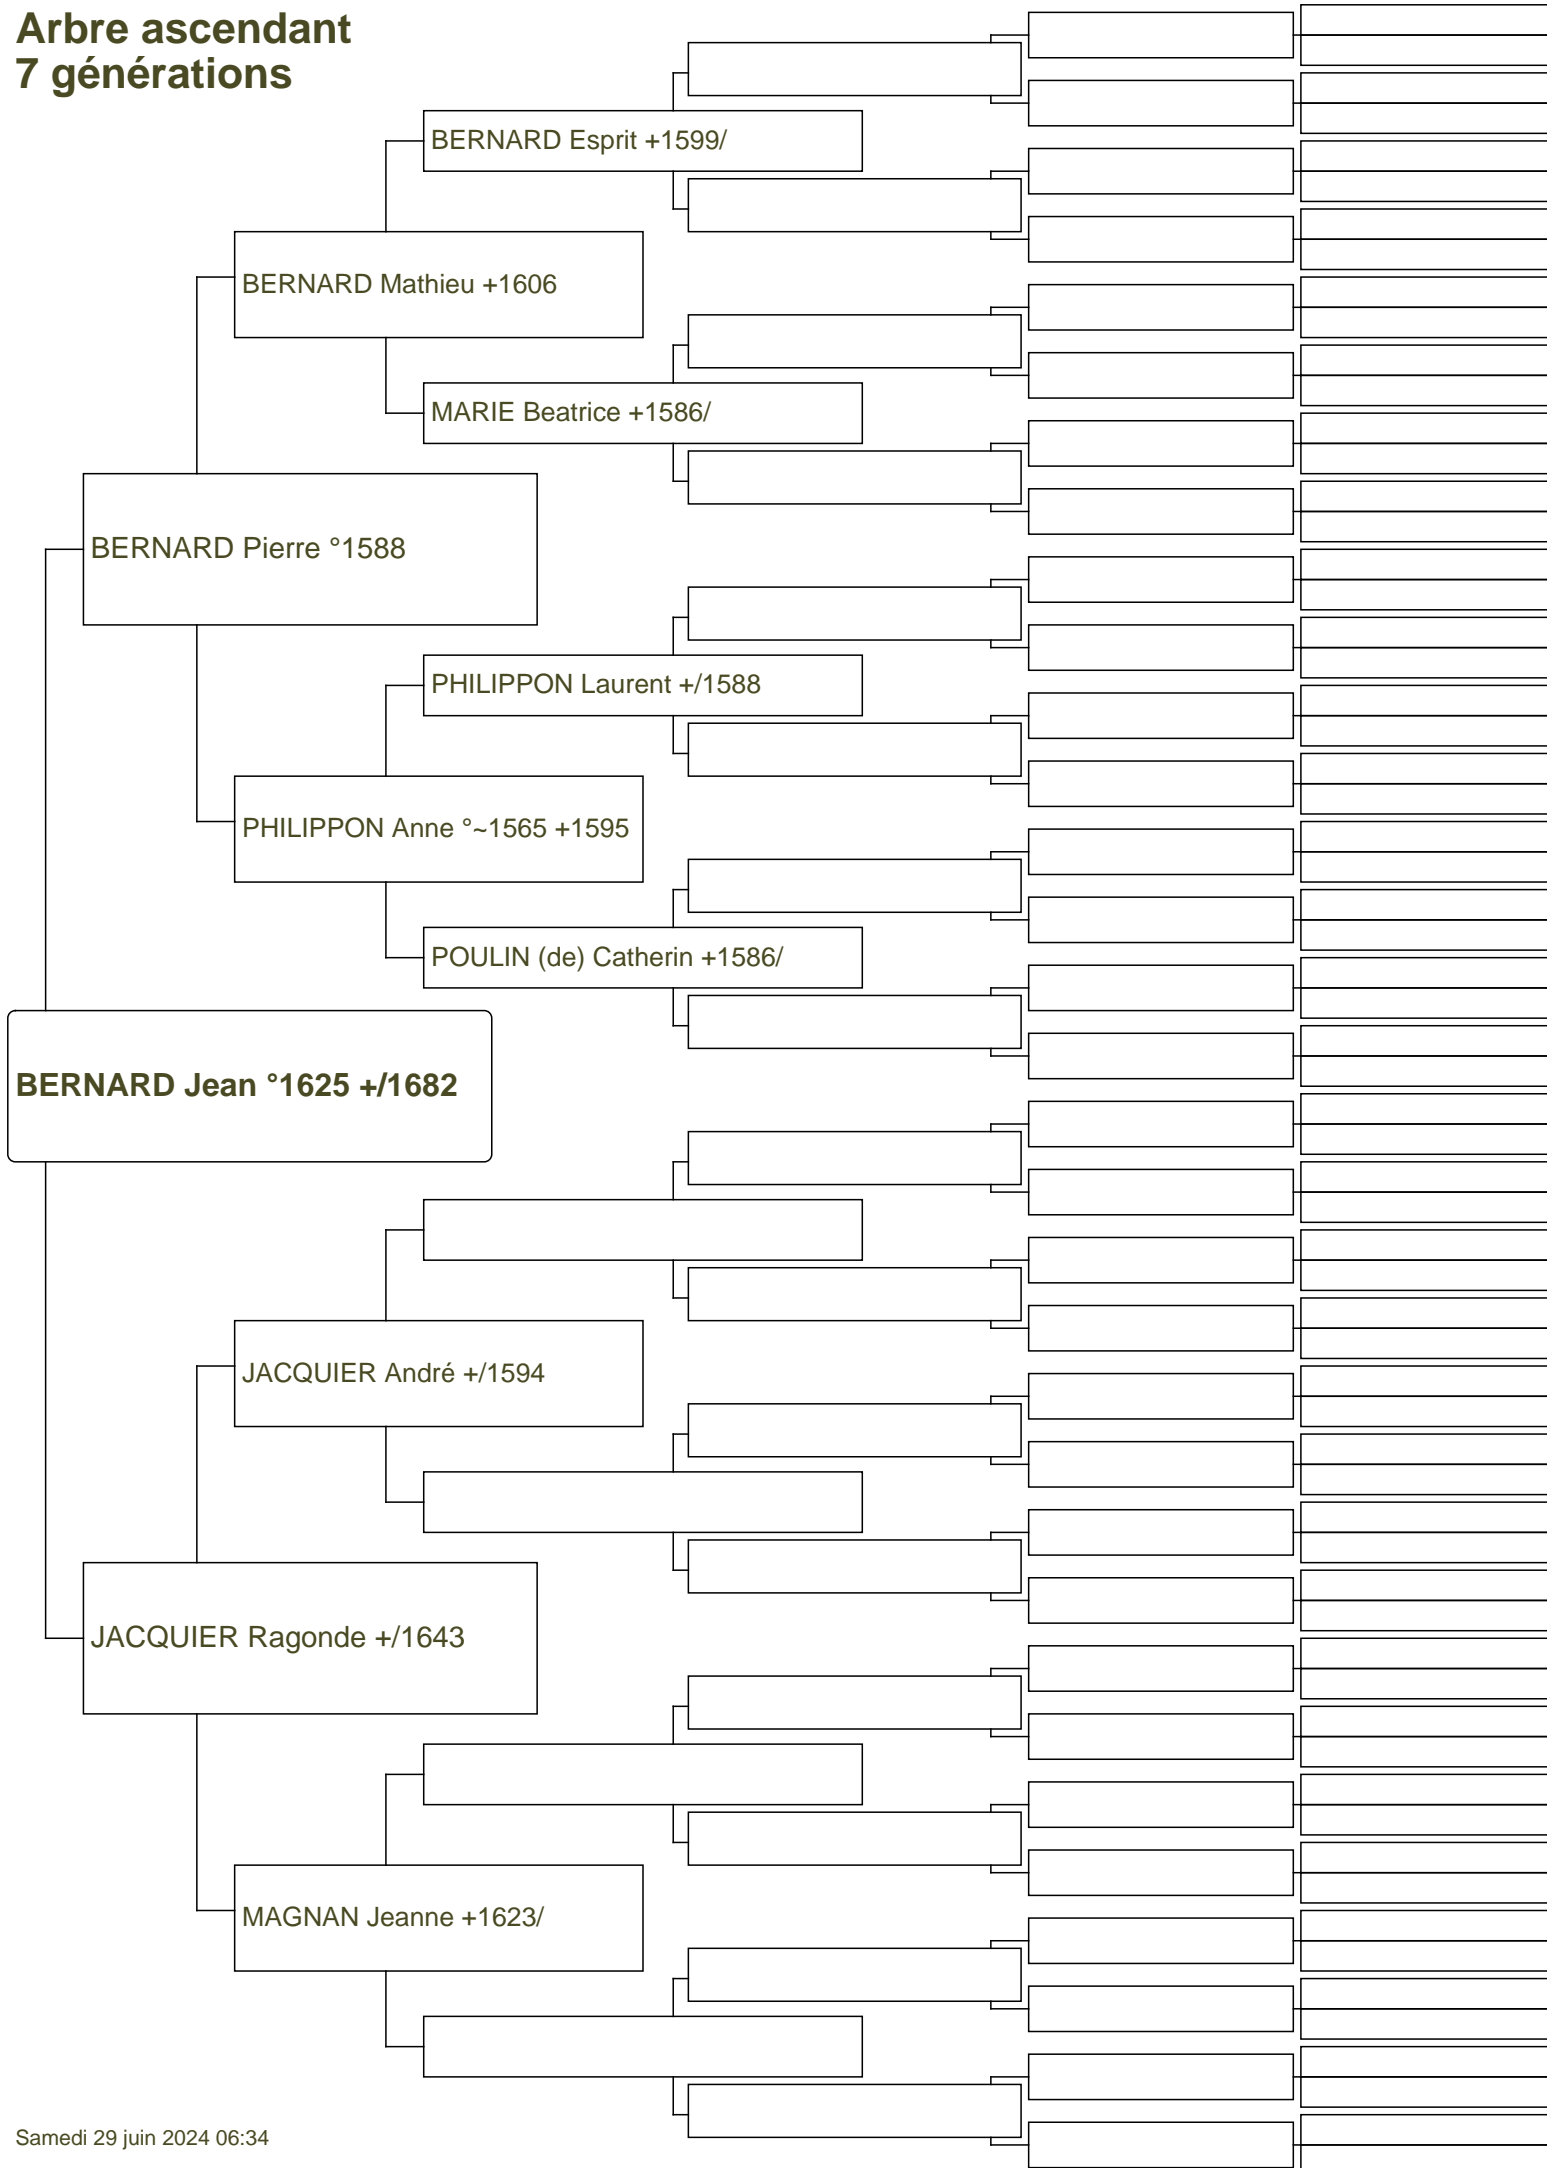 Arbre ascendant
7 générations
BERNARD Esprit +1599/
BERNARD Mathieu +1606
MARIE Beatrice +1586/
BERNARD Pierre °1588
PHILIPPON Laurent +/1588
PHILIPPON Anne °~1565 +1595
POULIN (de) Catherin +1586/
BERNARD Jean °1625 +/1682
JACQUIER André +/1594
JACQUIER Ragonde +/1643
MAGNAN Jeanne +1623/
Samedi 29 juin 2024 06:34